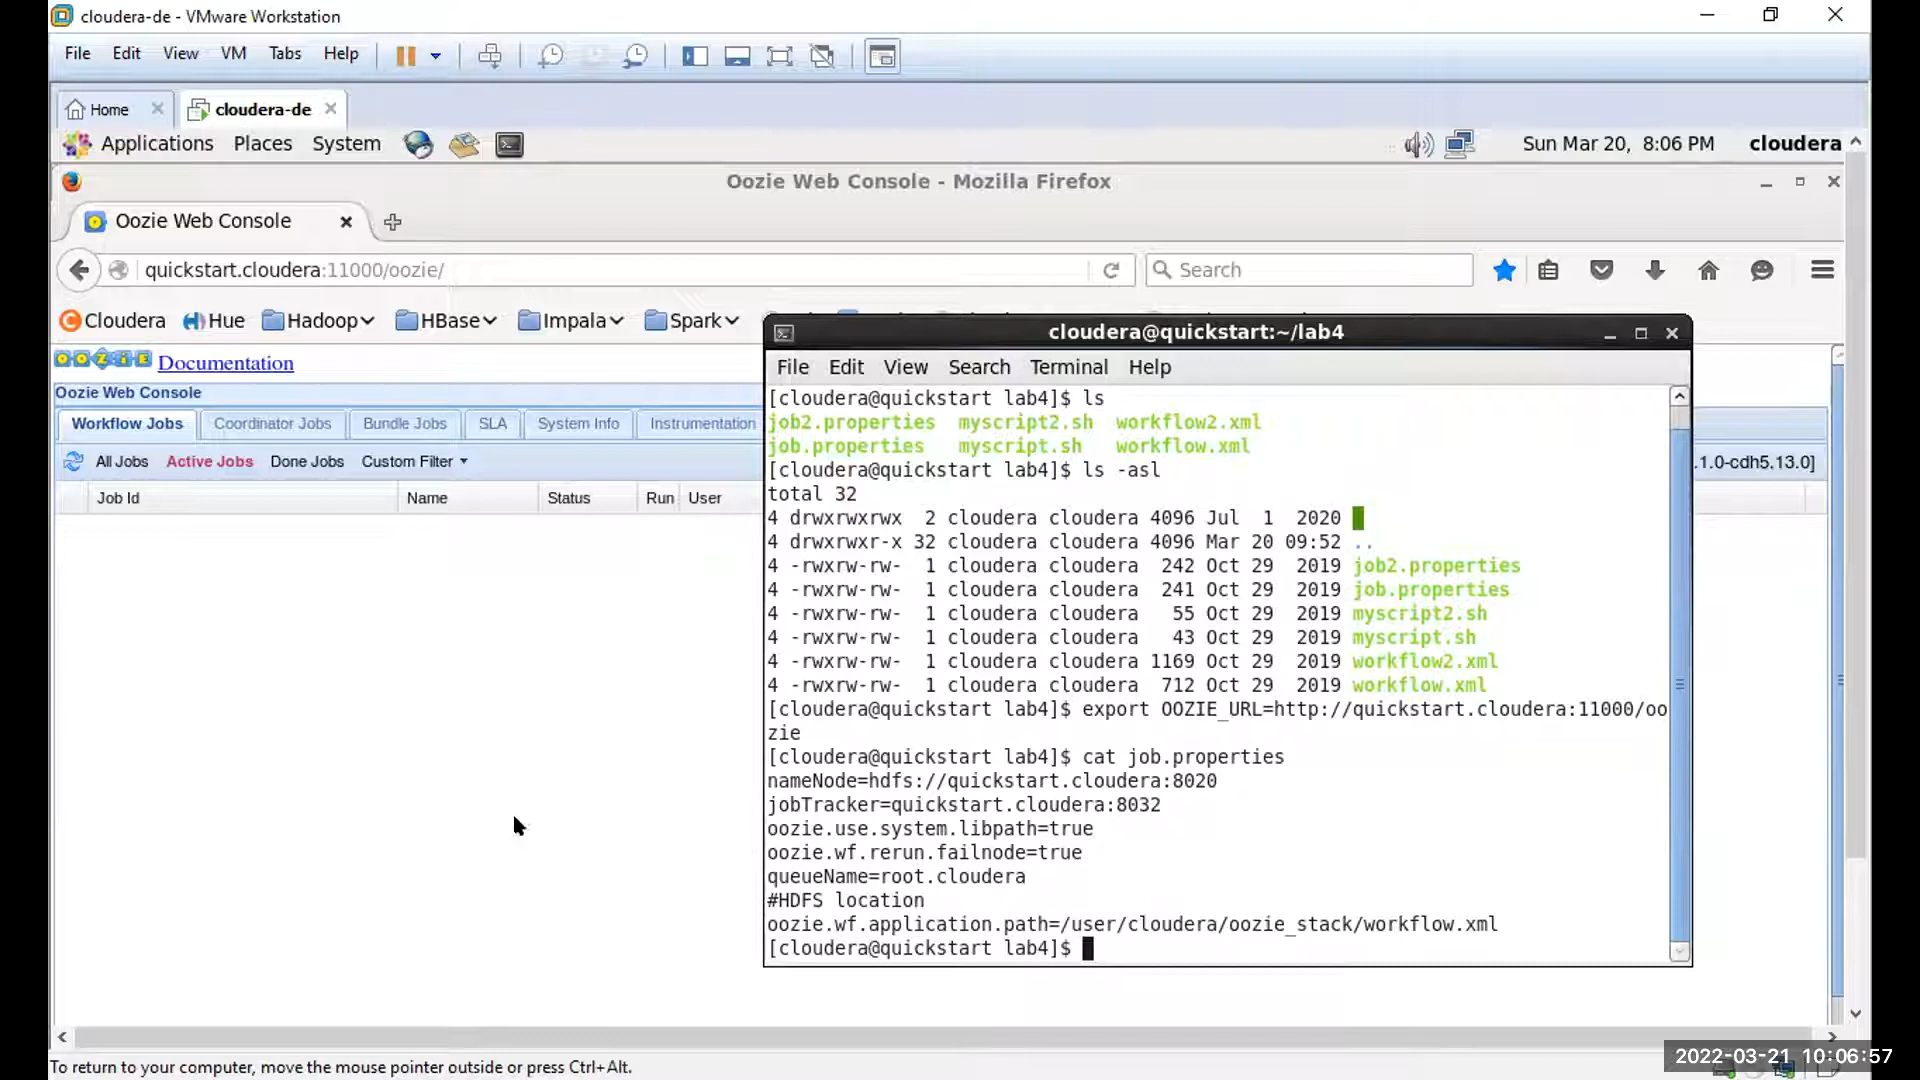 cloudera-de - VMware Workstation
File Edit View VM Tabs Help
Home cloudera-de
Applications Places System Sun Mar 20, 8:06 PM cloudera
Oozie Web Console - Mozilla Firefox
Oozie Web Console
quickstart.cloudera:11000/oozie/ Search
Cloudera Hue Hadoop HBase Impala Spark
OOZIE Documentation
Oozie Web Console
Workflow Jobs Coordinator Jobs Bundle Jobs SLA System Info Instrumentation
All Jobs Active Jobs Done Jobs Custom Filter .1.0-cdh5.13.0]
Job Id Name Status Run User
cloudera@quickstart:~/lab4
File Edit View Search Terminal Help
[cloudera@quickstart lab4]$ ls
job2.properties myscript2.sh workflow2.xml
job.properties myscript.sh workflow.xml
[cloudera@quickstart lab4]$ ls -asl
total 32
4 drwxrwxrwx 2 cloudera cloudera 4096 Jul 1 2020 .
4 drwxrwxr-x 32 cloudera cloudera 4096 Mar 20 09:52 ..
4 -rwxrw-rw- 1 cloudera cloudera 242 Oct 29 2019 job2.properties
4 -rwxrw-rw- 1 cloudera cloudera 241 Oct 29 2019 job.properties
4 -rwxrw-rw- 1 cloudera cloudera 55 Oct 29 2019 myscript2.sh
4 -rwxrw-rw- 1 cloudera cloudera 43 Oct 29 2019 myscript.sh
4 -rwxrw-rw- 1 cloudera cloudera 1169 Oct 29 2019 workflow2.xml
4 -rwxrw-rw- 1 cloudera cloudera 712 Oct 29 2019 workflow.xml
[cloudera@quickstart lab4]$ export OOZIE_URL=http://quickstart.cloudera:11000/oo
zie
[cloudera@quickstart lab4]$ cat job.properties
nameNode=hdfs://quickstart.cloudera:8020
jobTracker=quickstart.cloudera:8032
oozie.use.system.libpath=true
oozie.wf.rerun.failnode=true
queueName=root.cloudera
#HDFS location
oozie.wf.application.path=/user/cloudera/oozie_stack/workflow.xml
[cloudera@quickstart lab4]$
To return to your computer, move the mouse pointer outside or press Ctrl+Alt.
2022-03-21 10:06:57